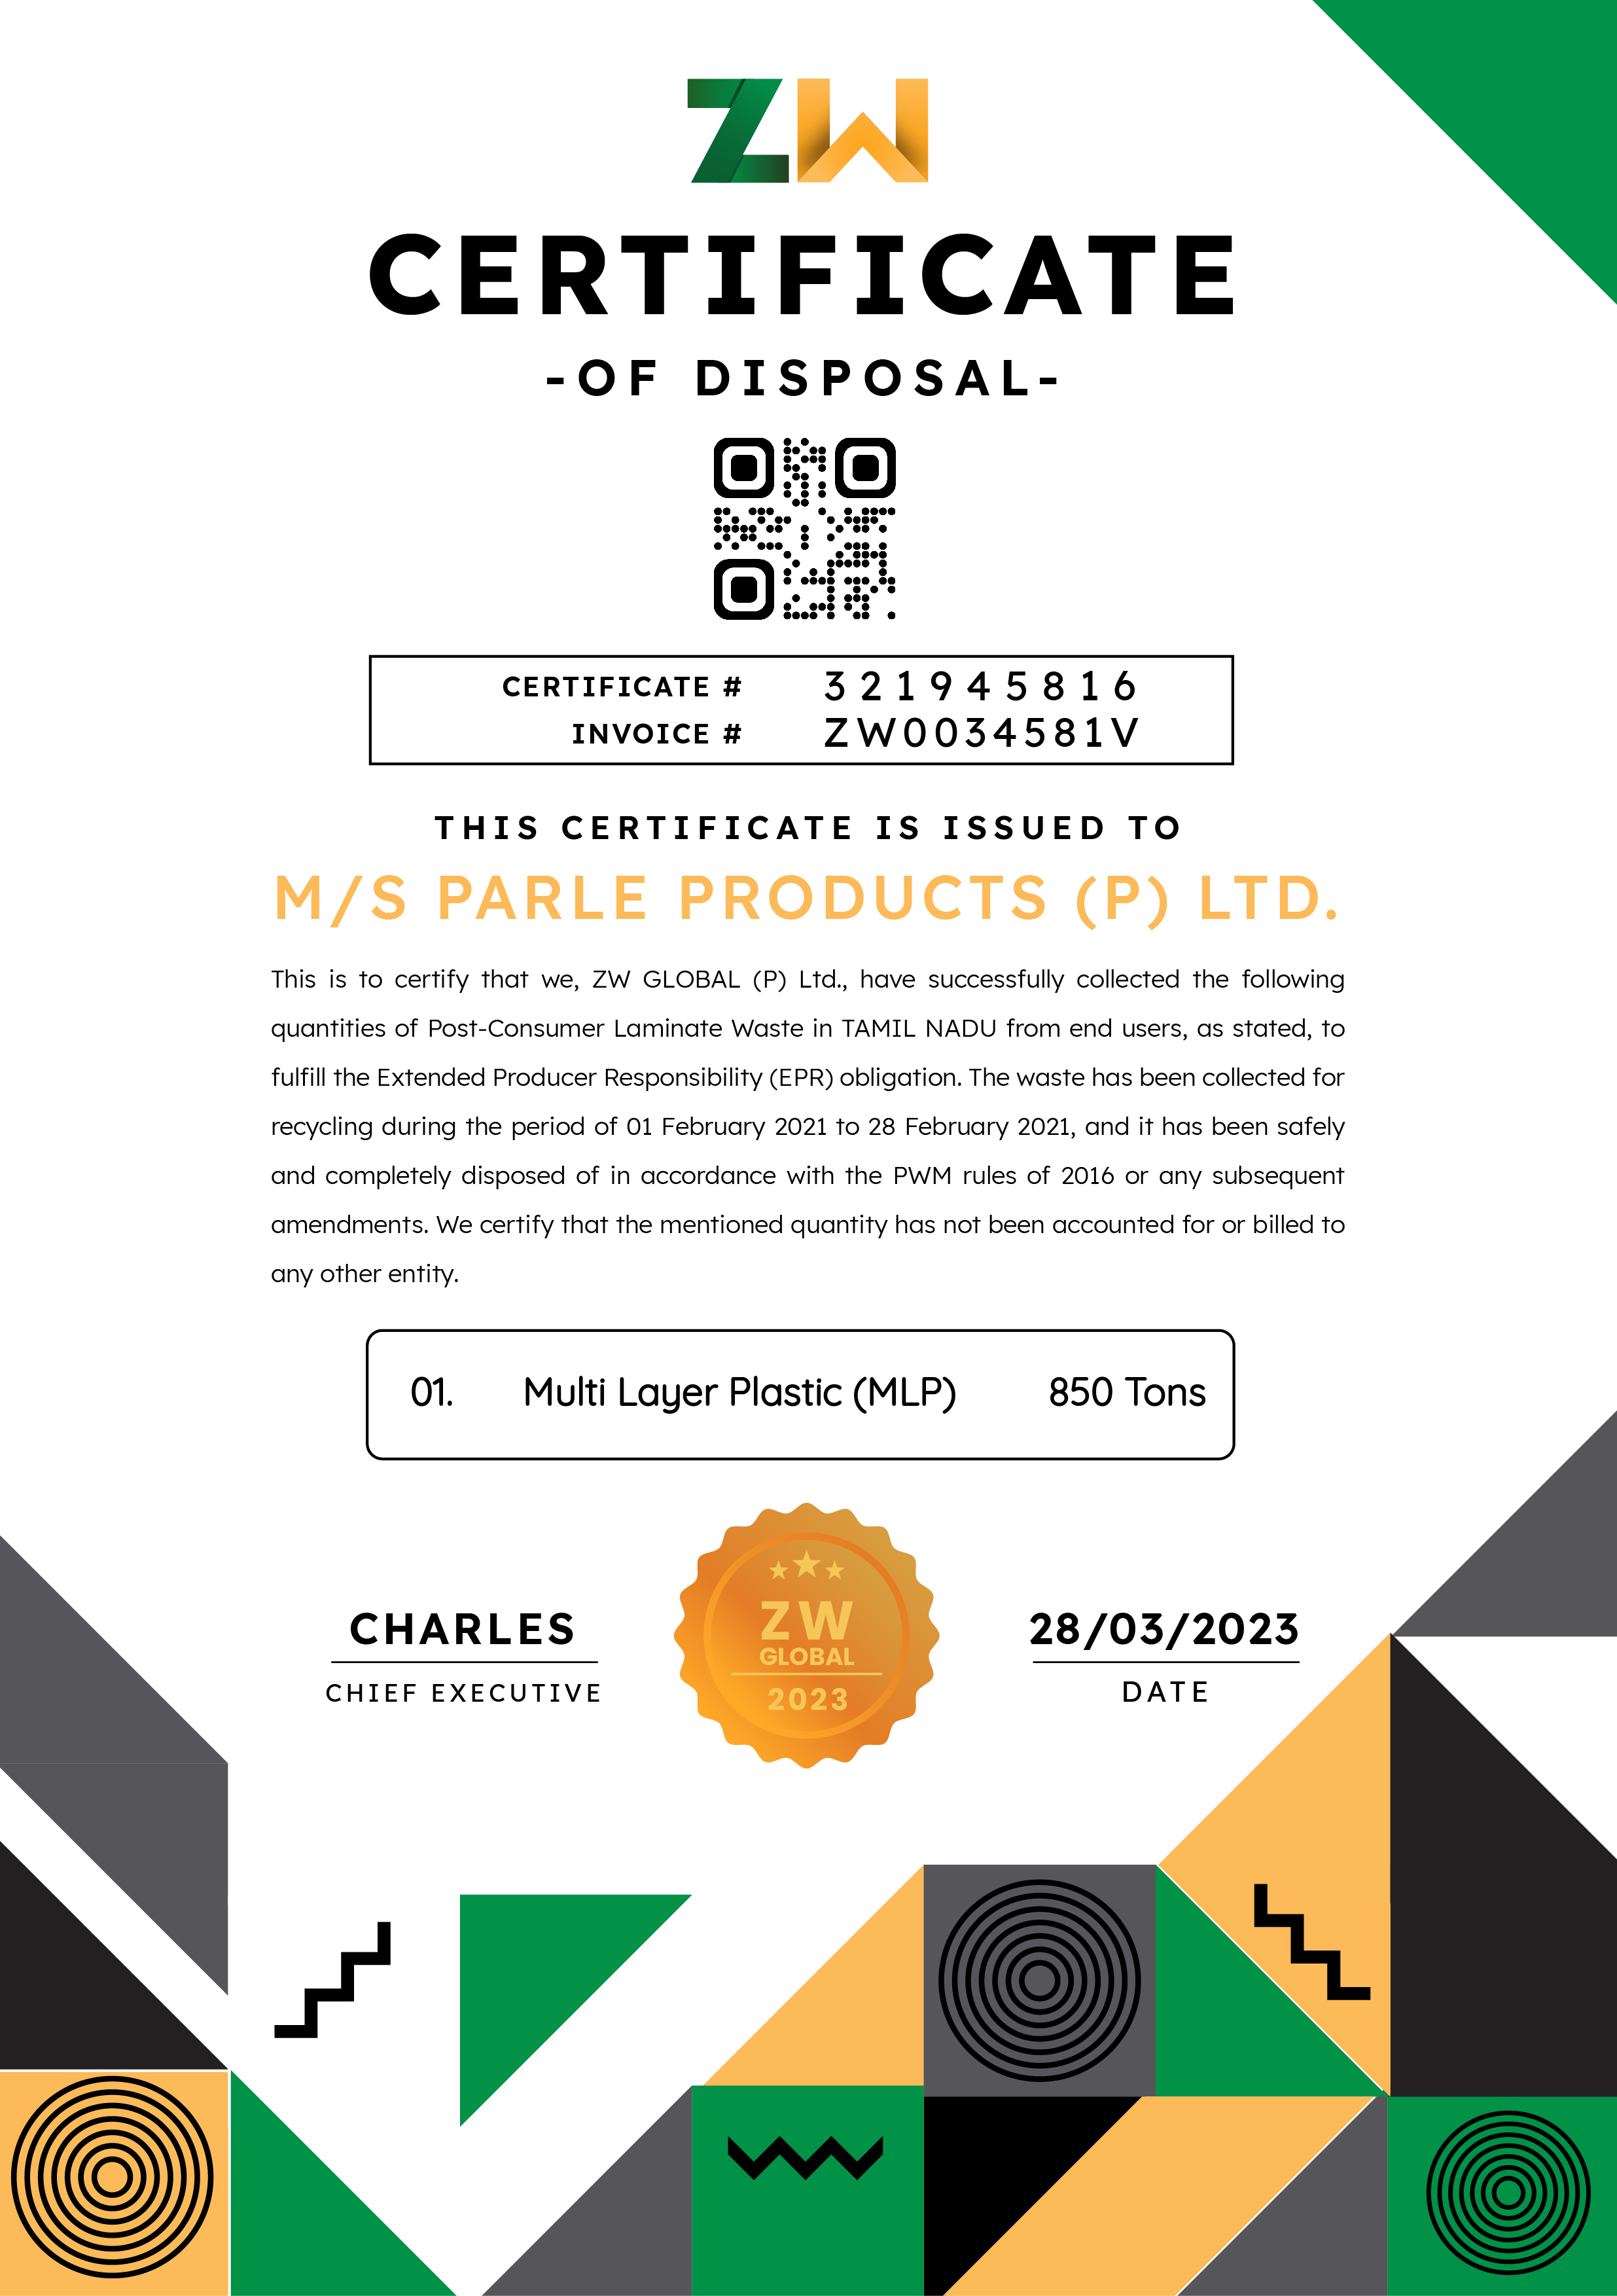 ZW
CERTIFICATE
-OF DISPOSAL-
CERTIFICATE # 321945816
INVOICE # ZW0034581V
THIS CERTIFICATE IS ISSUED TO
M/S PARLE PRODUCTS (P) LTD.
This is to certify that we, ZW GLOBAL (P) Ltd., have successfully collected the following
quantities of Post-Consumer Laminate Waste in TAMIL NADU from end users, as stated, to
fulfill the Extended Producer Responsibility (EPR) obligation. The waste has been collected for
recycling during the period of 01 February 2021 to 28 February 2021, and it has been safely
and completely disposed of in accordance with the PWM rules of 2016 or any subsequent
amendments. We certify that the mentioned quantity has not been accounted for or billed to
any other entity.
01. Multi Layer Plastic (MLP) 850 Tons
CHARLES
CHIEF EXECUTIVE
ZW
GLOBAL
2023
28/03/2023
DATE